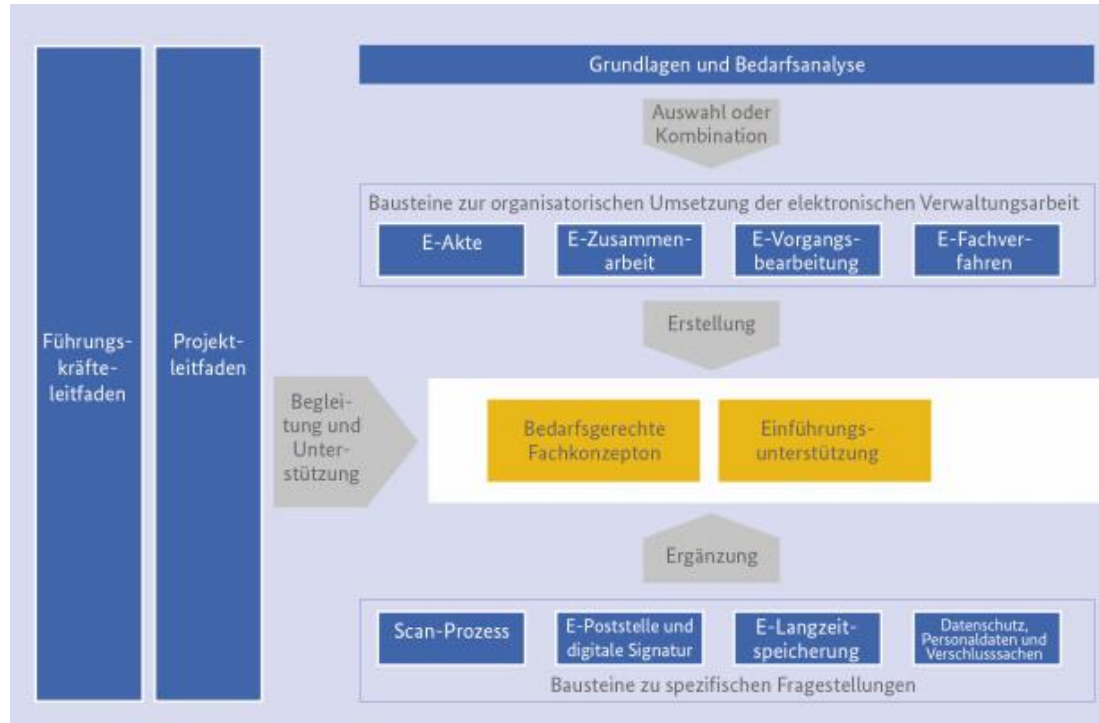 Führungs-
kräfte-
leitfaden
Projekt-
leitfaden
Grundlagen und Bedarfsanalyse
Auswahl oder
Kombination
Bausteine zur organisatorischen Umsetzung der elektronischen Verwaltungsarbeit
E-Akte
E-Zusammen-
arbeit
E-Vorgangs-
bearbeitung
E-Fachver-
fahren
Erstellung
Beglei-
tung und
Unter-
stützung
Bedarfsgerechte
Fachkonzepton
Einführungs-
unterstützung
Ergänzung
Scan-Prozess
E-Poststelle und
digitale Signatur
E-Langzeit-
speicherung
Datenschutz,
Personaldaten und
Verschlusssachen
Bausteine zu spezifischen Fragestellungen